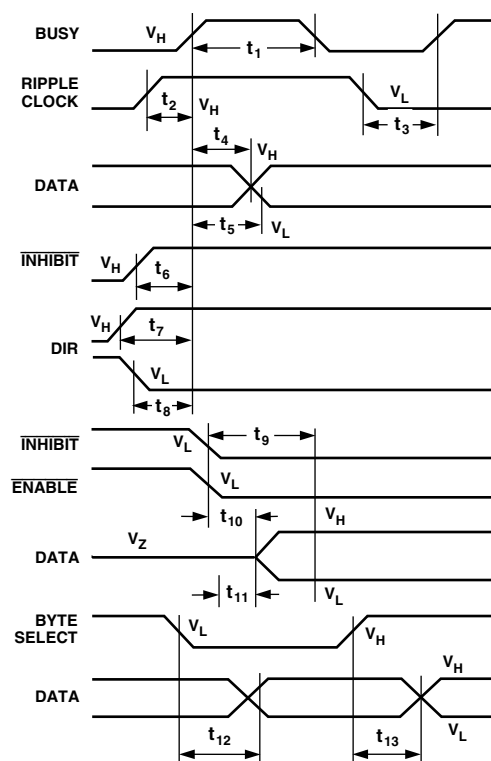 BUSY
V_H
t_1
RIPPLE
CLOCK
t_2
V_H
V_L
t_3
t_4
V_H
DATA
t_5
V_L
INHIBIT
V_H
t_6
V_H
t_7
DIR
V_L
t_8
INHIBIT
V_L
t_9
ENABLE
V_L
t_10
V_H
DATA
V_Z
t_11
V_L
BYTE
SELECT
V_L
V_H
DATA
V_H
V_L
t_12
t_13